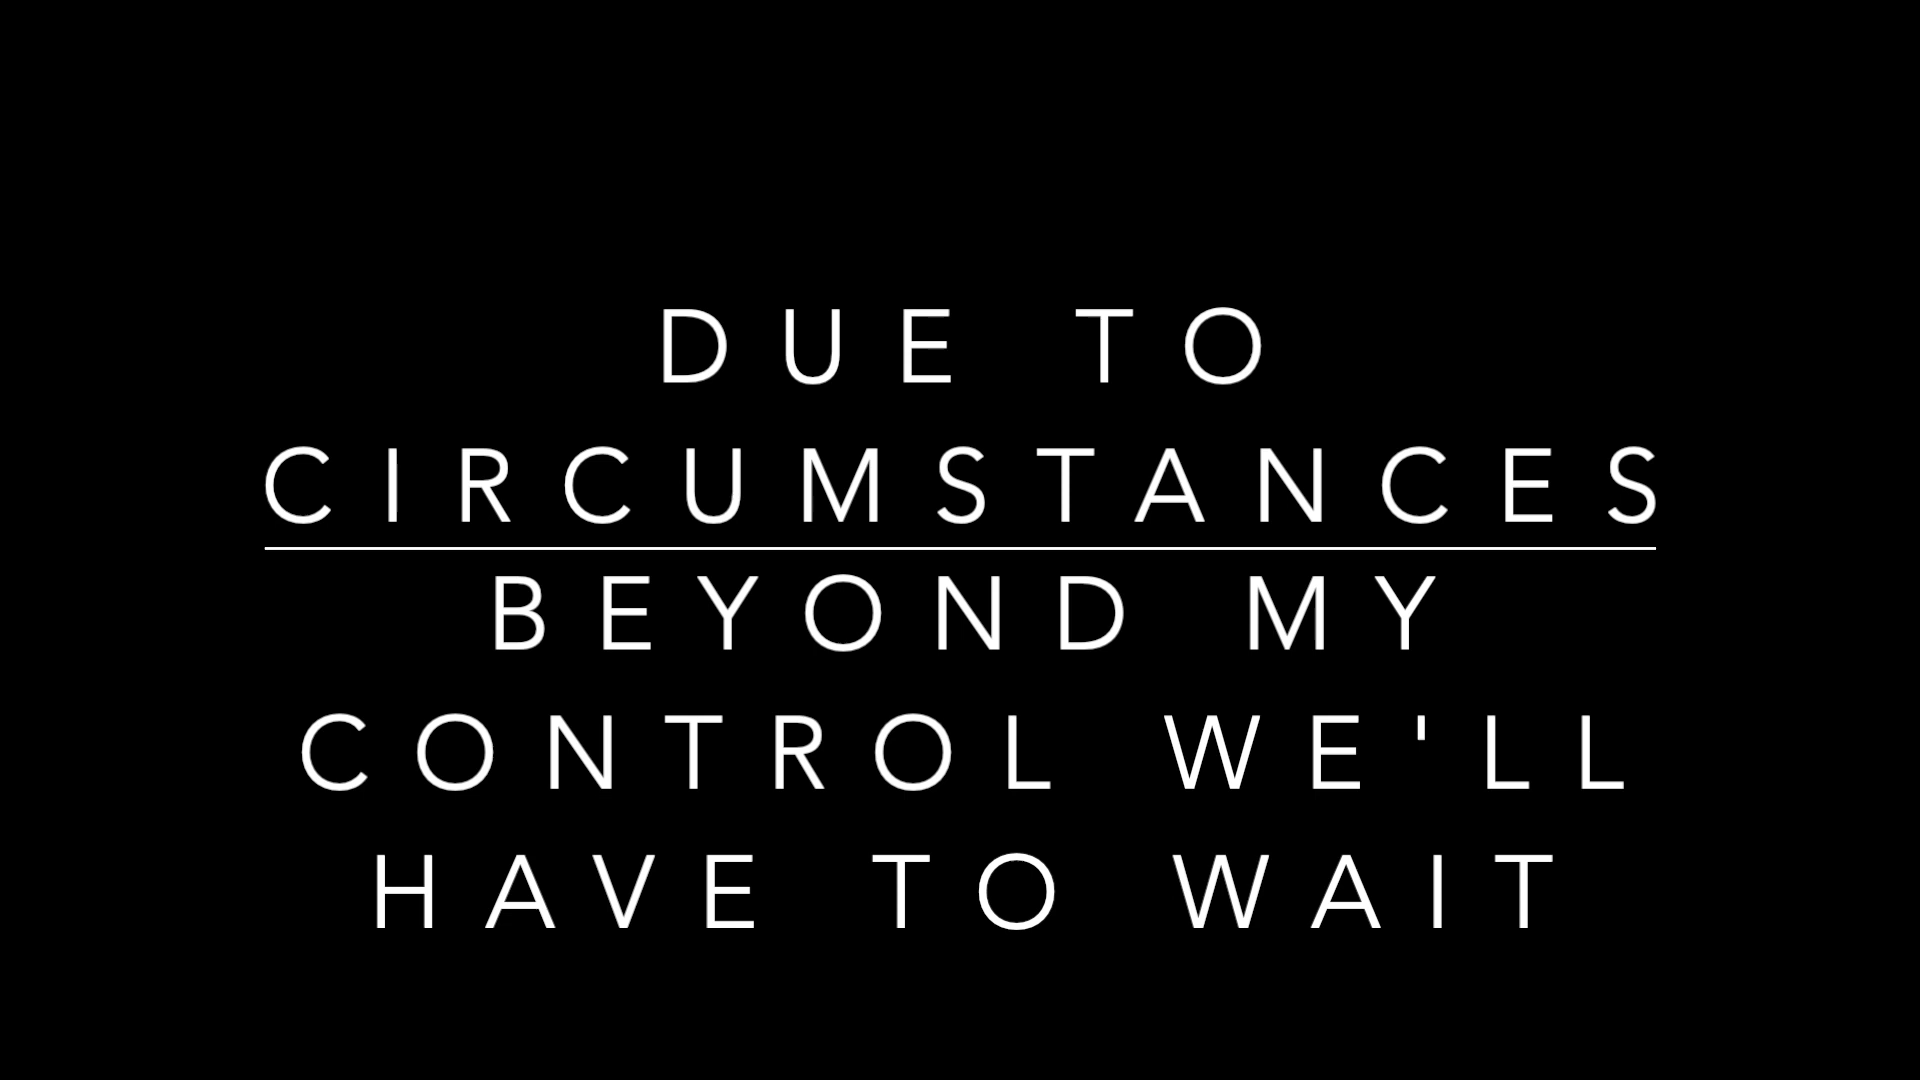 DUE TO
CIRCUMSTANCES
BEYOND MY
CONTROL WE'LL
HAVE TO WAIT